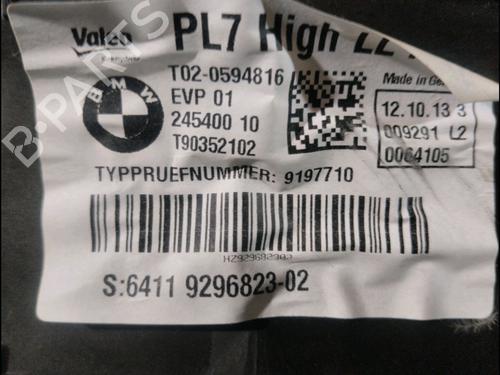 Valeo PL7 High
T02-0594816
Made in Ge
BMW
EVP 01
245400 10
T90352102
12.10.13 3
009291 L2
0064105
TYPPRUEFNUMMER: 9197710
HZ929682302
S:6411 9296823-02
B-PARTS